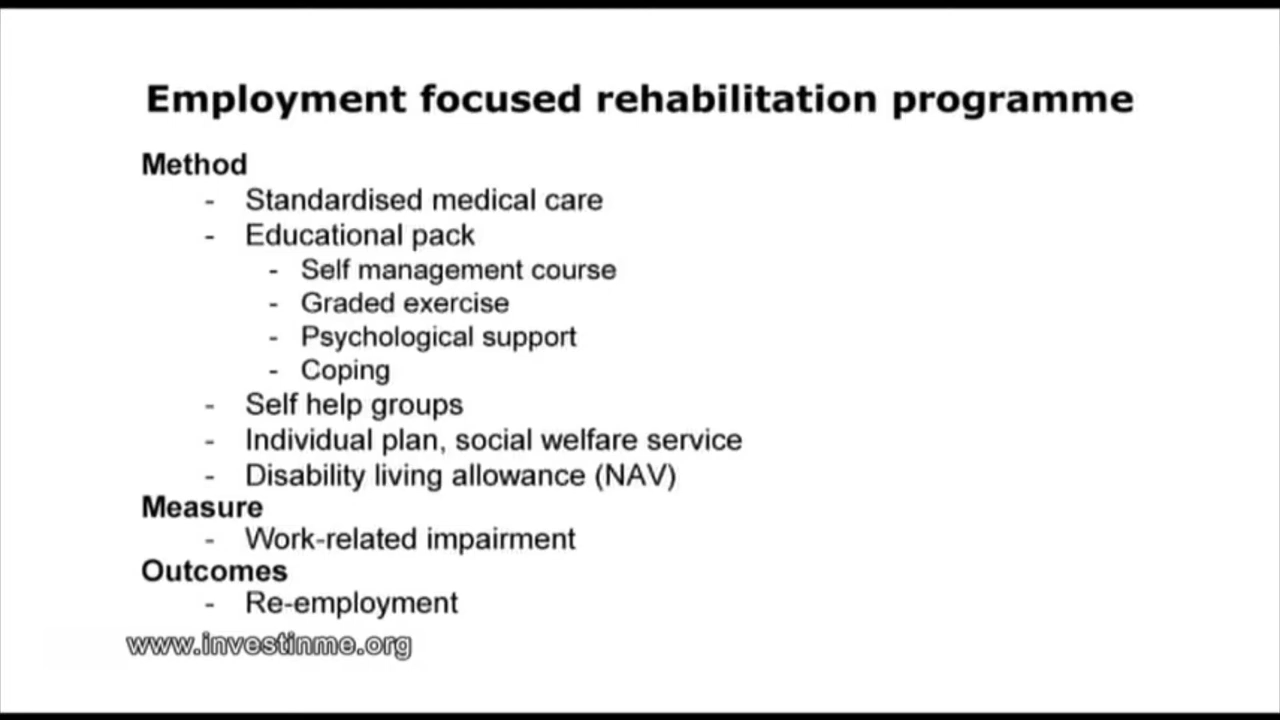 Employment focused rehabilitation programme
Method
- Standardised medical care
- Educational pack
- Self management course
- Graded exercise
- Psychological support
- Coping
- Self help groups
- Individual plan, social welfare service
- Disability living allowance (NAV)
Measure
- Work-related impairment
Outcomes
- Re-employment
www.investinme.org